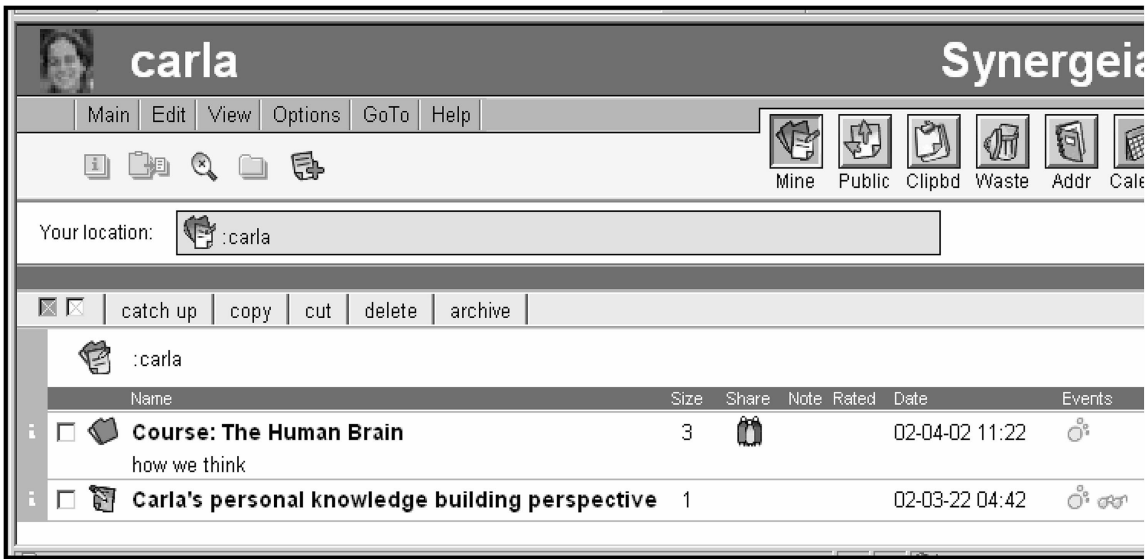 carla Synergeia
Main Edit View Options GoTo Help
Mine Public Clipbd Waste Addr Cale
Your location: :carla
catch up copy cut delete archive
:carla
Name Size Share Note Rated Date Events
Course: The Human Brain 3 02-04-02 11:22
how we think
Carla's personal knowledge building perspective 1 02-03-22 04:42